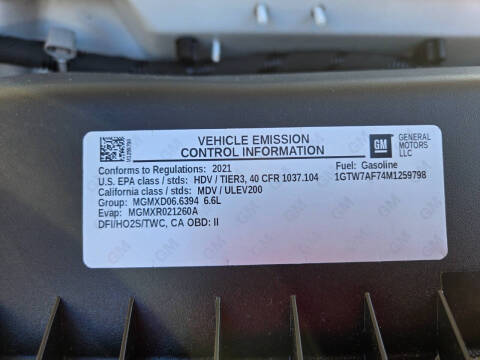 VEHICLE EMISSION
CONTROL INFORMATION
GM
GENERAL
MOTORS
LLC
Conforms to Regulations: 2021
Fuel: Gasoline
U.S. EPA class / stds: HDV / TIER3, 40 CFR 1037.104
1GTW7AF74M1259798
California class / stds: MDV / ULEV200
Group: MGMXD06.6394 6.6L
Evap: MGMXR021260A
DFI/HO2S/TWC, CA OBD: II